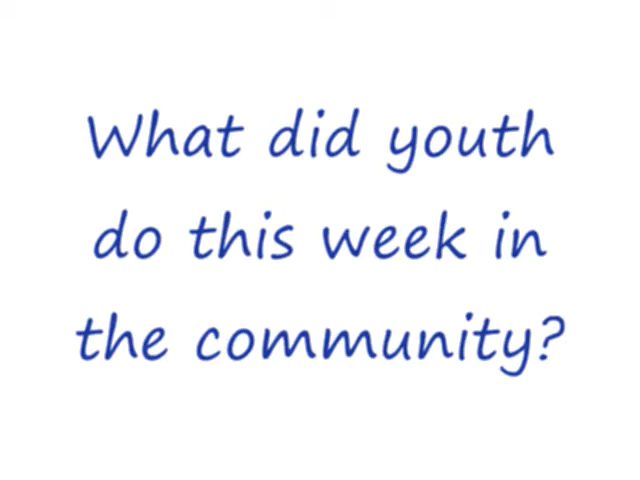 What did youth
do this week in
the community?